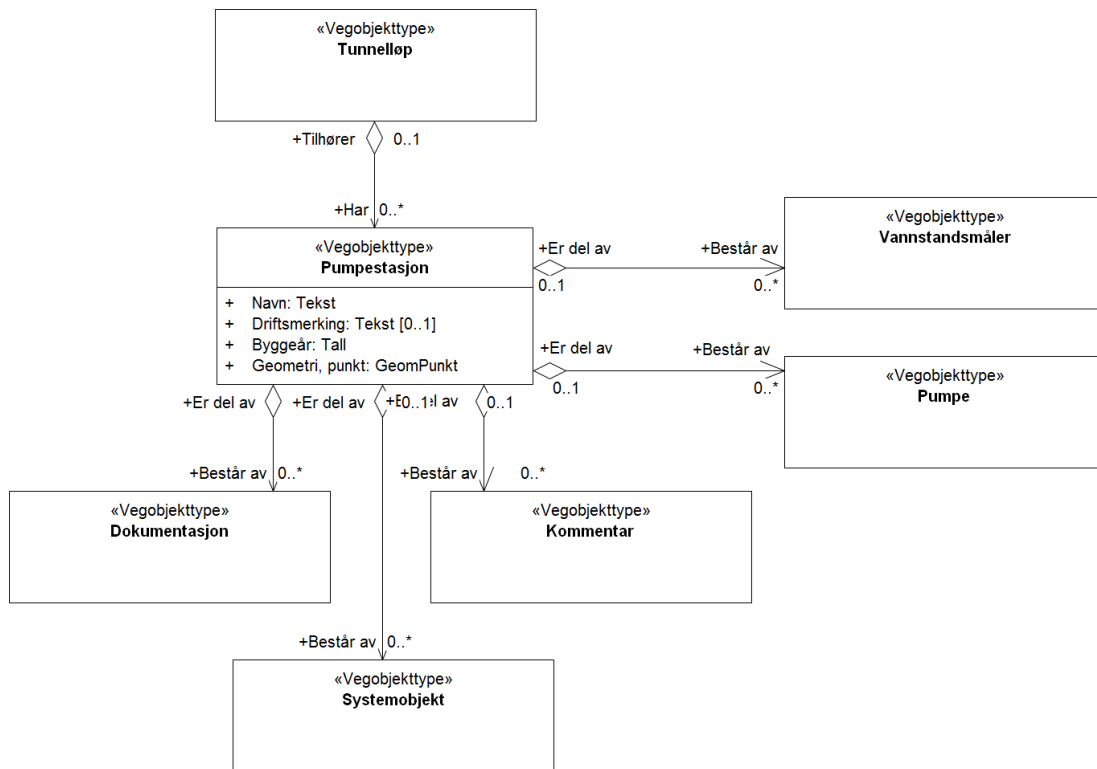 «Vegobjekttype»
Tunnelløp
+Tilhører 0..1
+Har 0..*
«Vegobjekttype»
Pumpestasjon
+ Navn: Tekst
+ Driftsmerking: Tekst [0..1]
+ Byggeår: Tall
+ Geometri, punkt: GeomPunkt
+Er del av +Består av
0..1 0..*
«Vegobjekttype»
Vannstandsmåler
+Er del av +Består av
0..1 0..*
«Vegobjekttype»
Pumpe
+Er del av +Er del av 0..1 0..1
+Består av 0..* +Består av 0..*
«Vegobjekttype»
Dokumentasjon
«Vegobjekttype»
Kommentar
+Består av 0..*
«Vegobjekttype»
Systemobjekt